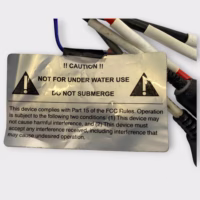 !! CAUTION !!
NOT FOR UNDER WATER USE
DO NOT SUBMERGE
This device complies with Part 15 of the FCC Rules. Operation
is subject to the following two conditions: (1) This device may
not cause harmful interference, and (2) This device must
accept any interference received, including interference that
may cause undesired operation.